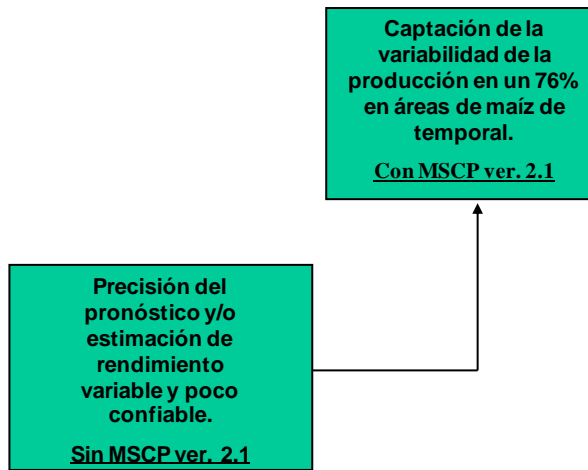 Captación de la
variabilidad de la
producción en un 76%
en áreas de maíz de
temporal.
Con MSCP ver. 2.1
Precisión del
pronóstico y/o
estimación de
rendimiento
variable y poco
confiable.
Sin MSCP ver. 2.1